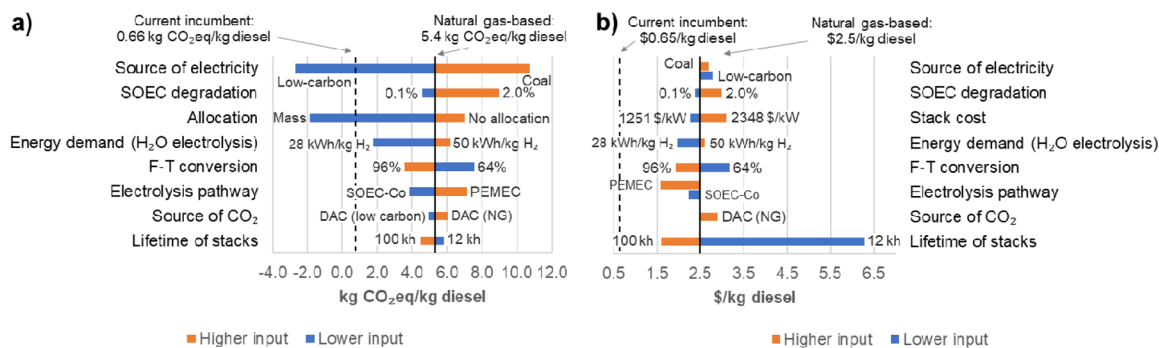 a)
Current incumbent:
0.66 kg CO₂eq/kg diesel
Natural gas-based:
5.4 kg CO₂eq/kg diesel
Source of electricity
Low-carbon
Coal
SOEC degradation
0.1%
2.0%
Allocation
Mass
No allocation
Energy demand (H₂O electrolysis)
28 kWh/kg H₂
50 kWh/kg H₂
F-T conversion
96%
64%
Electrolysis pathway
SOEC-Co
PEMEC
Source of CO₂
DAC (low carbon)
DAC (NG)
Lifetime of stacks
100 kh
12 kh
-4.0 -2.0 0.0 2.0 4.0 6.0 8.0 10.0 12.0
kg CO₂eq/kg diesel
Higher input
Lower input
b)
Current incumbent:
$0.65/kg diesel
Natural gas-based:
$2.5/kg diesel
Coal
Low-carbon
Source of electricity
0.1%
2.0%
SOEC degradation
1251 $/kW
2348 $/kW
Stack cost
28 kWh/kg H₂
50 kWh/kg H₂
Energy demand (H₂O electrolysis)
96%
64%
F-T conversion
PEMEC
SOEC-Co
Electrolysis pathway
DAC (NG)
Source of CO₂
100 kh
12 kh
Lifetime of stacks
0.5 1.5 2.5 3.5 4.5 5.5 6.5
$/kg diesel
Higher input
Lower input